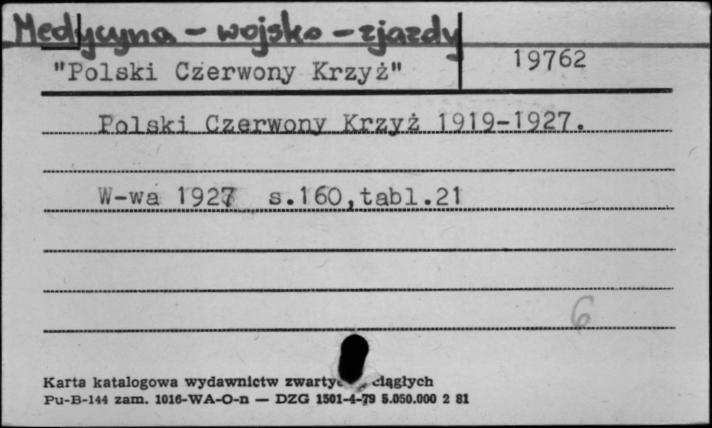 Medycyna - wojsko - zjazdy
"Polski Czerwony Krzyż" 19762
Polski Czerwony Krzyż 1919-1927.
W-wa 1927 s.160,tabl.21
6
Karta katalogowa wydawnictw ciągłych
Pu-B-144 zam. 1016-WA-O-n — DZG 1501-4-79 5.050.000 2 81